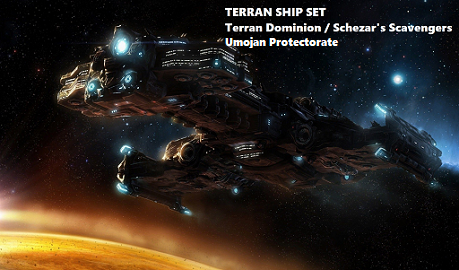 TERRAN SHIP SET
Terran Dominion / Schezar's Scavengers
Umojan Protectorate